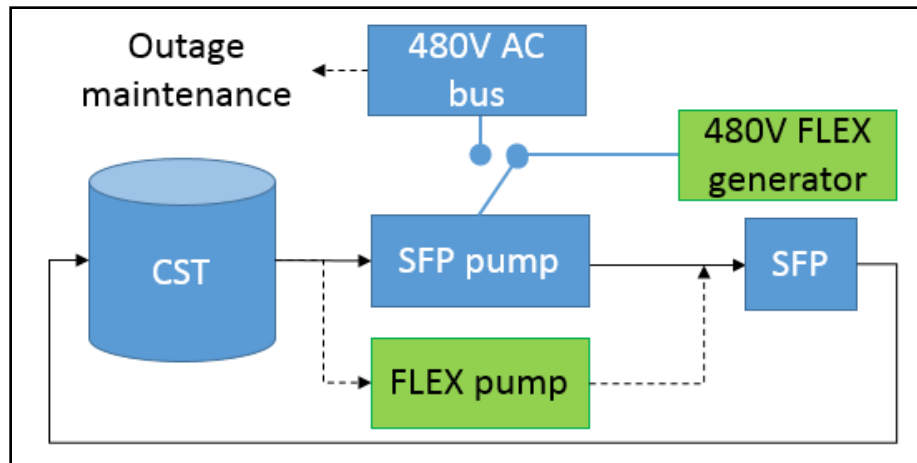 Outage
maintenance
480V AC
bus
480V FLEX
generator
CST
SFP pump
SFP
FLEX pump